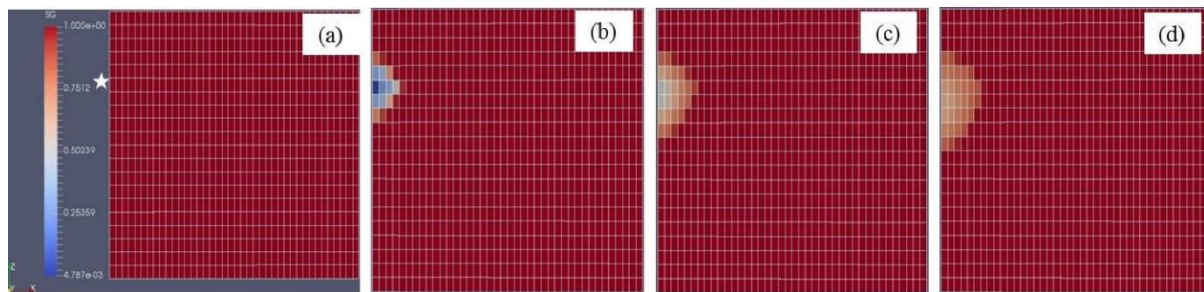 SG
1.000e+00
0.7512
0.50239
0.25359
4.787e-03
Z
Y X
(a)
(b)
(c)
(d)